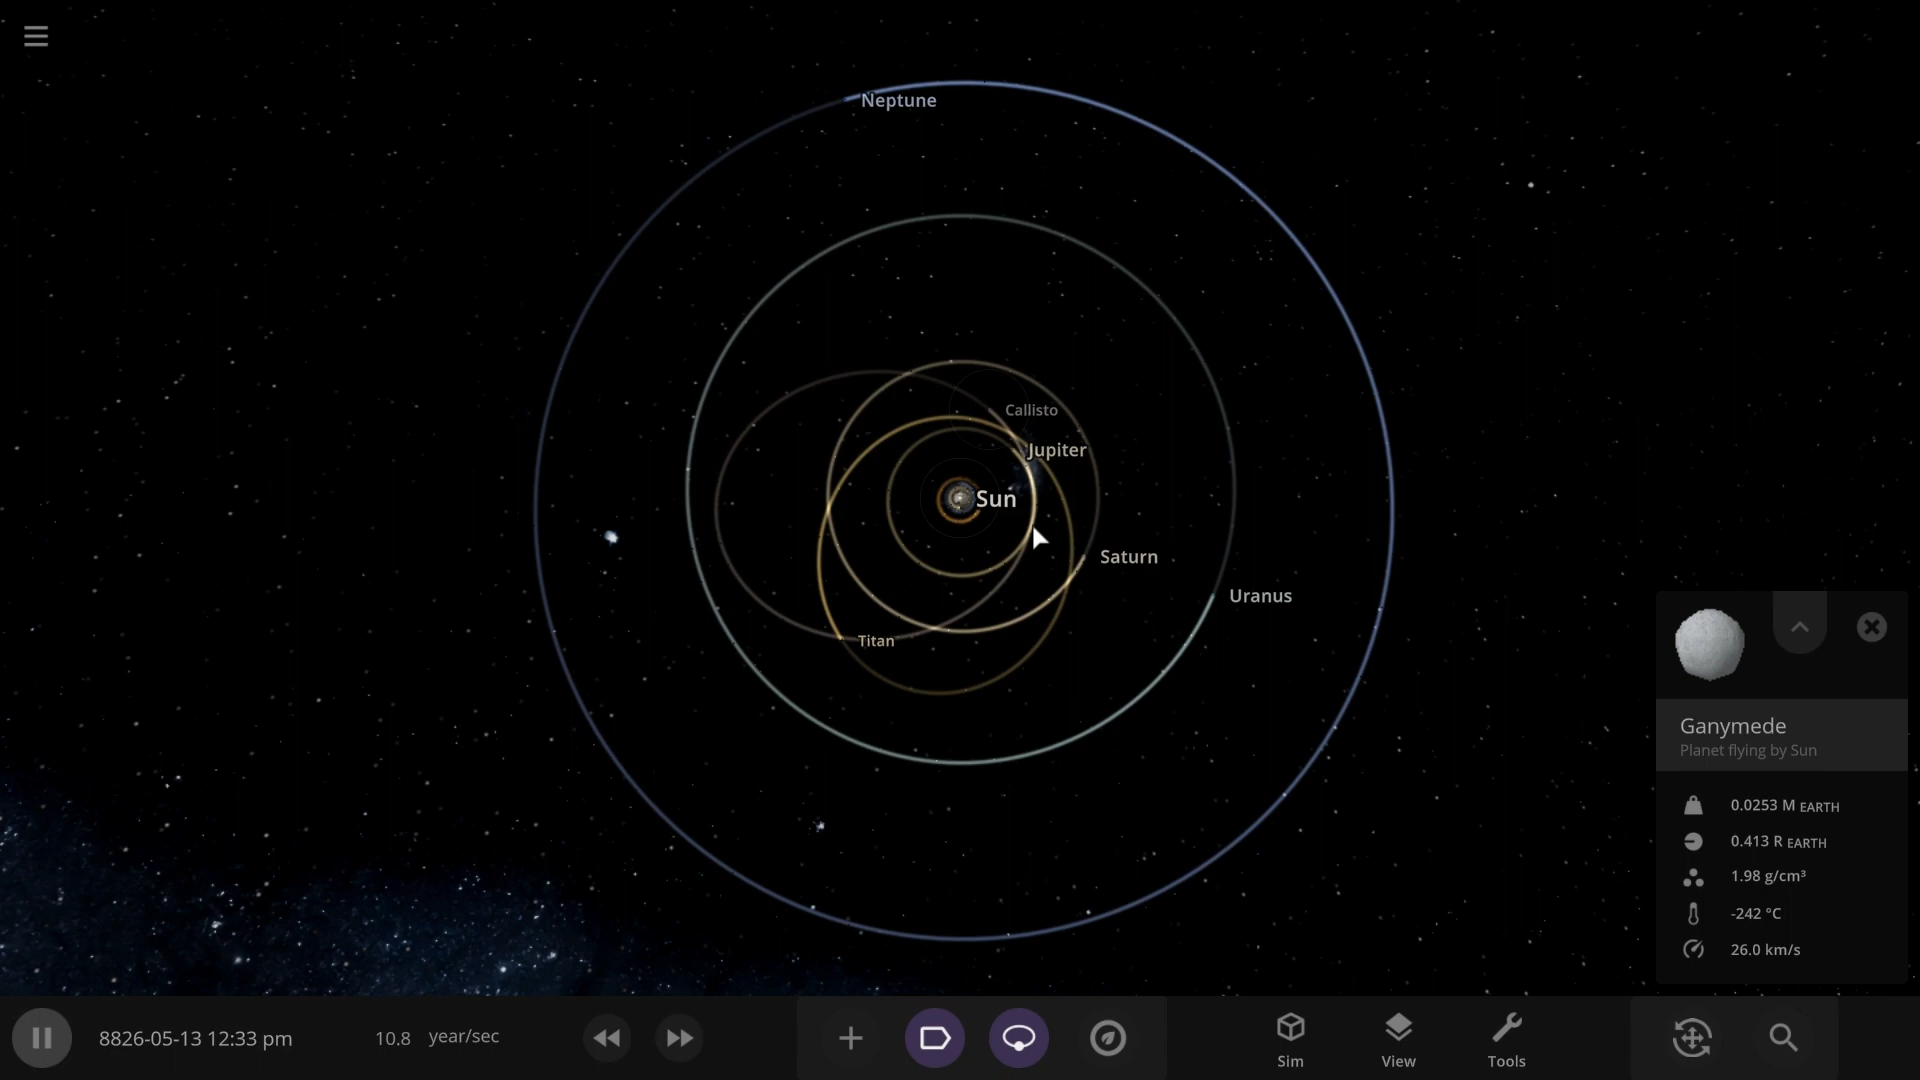 Neptune
Callisto
Jupiter
Sun
Saturn
Uranus
Titan
Ganymede
Planet flying by Sun
0.0253 M EARTH
0.413 R EARTH
1.98 g/cm³
-242 °C
26.0 km/s
8826-05-13 12:33 pm
10.8 year/sec
Sim
View
Tools